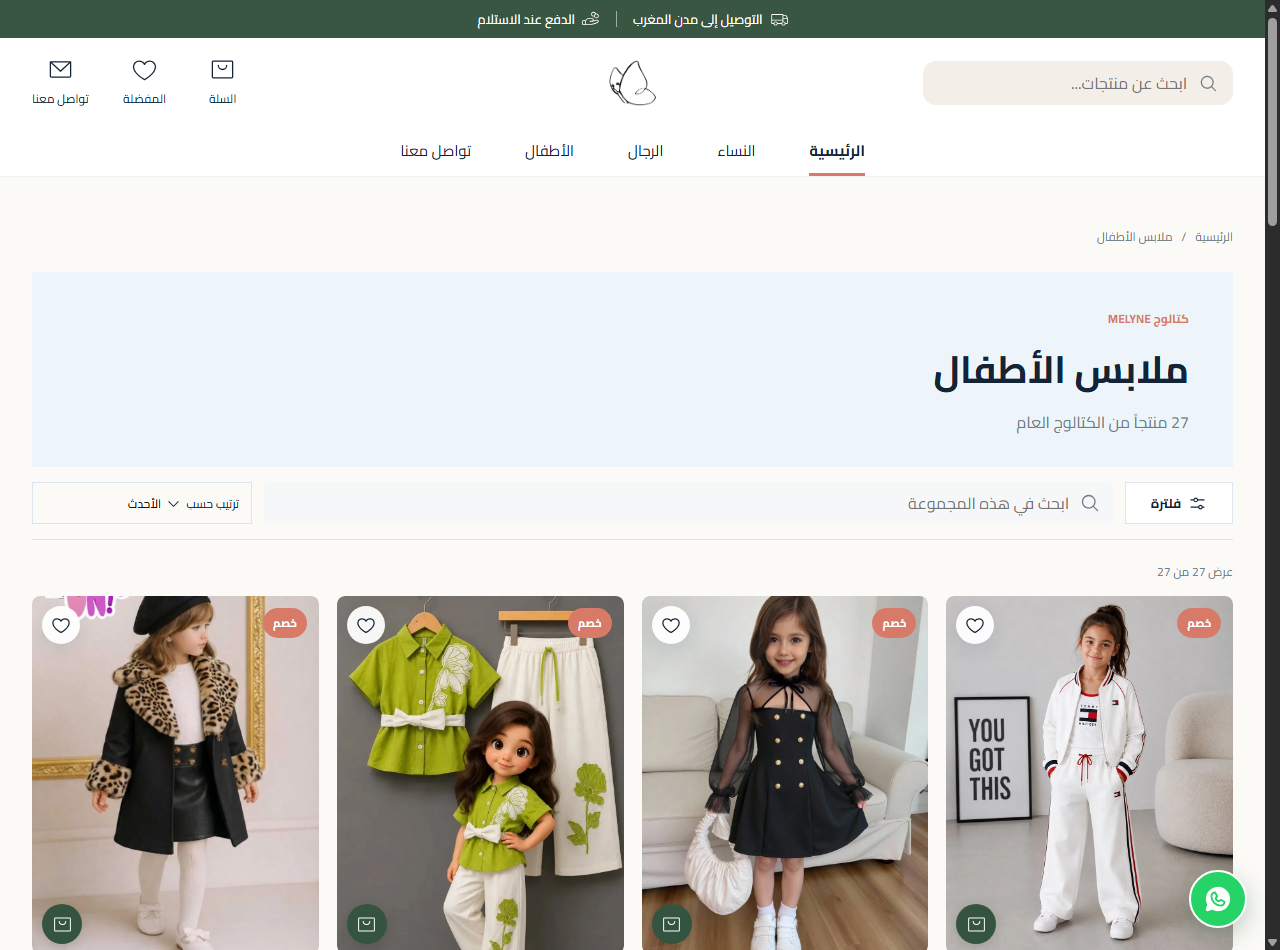 التوصيل إلى مدن المغرب
الدفع عند الاستلام
ابحث عن منتجات...
السلة
المفضلة
تواصل معنا
الرئيسية
النساء
الرجال
الأطفال
تواصل معنا
الرئيسية / ملابس الأطفال
كتالوج MELYNE
ملابس الأطفال
27 منتجاً من الكتالوج العام
فلترة
ابحث في هذه المجموعة
ترتيب حسب
الأحدث
عرض 27 من 27
خصم
YOU
GOT
THIS
خصم
خصم
خصم